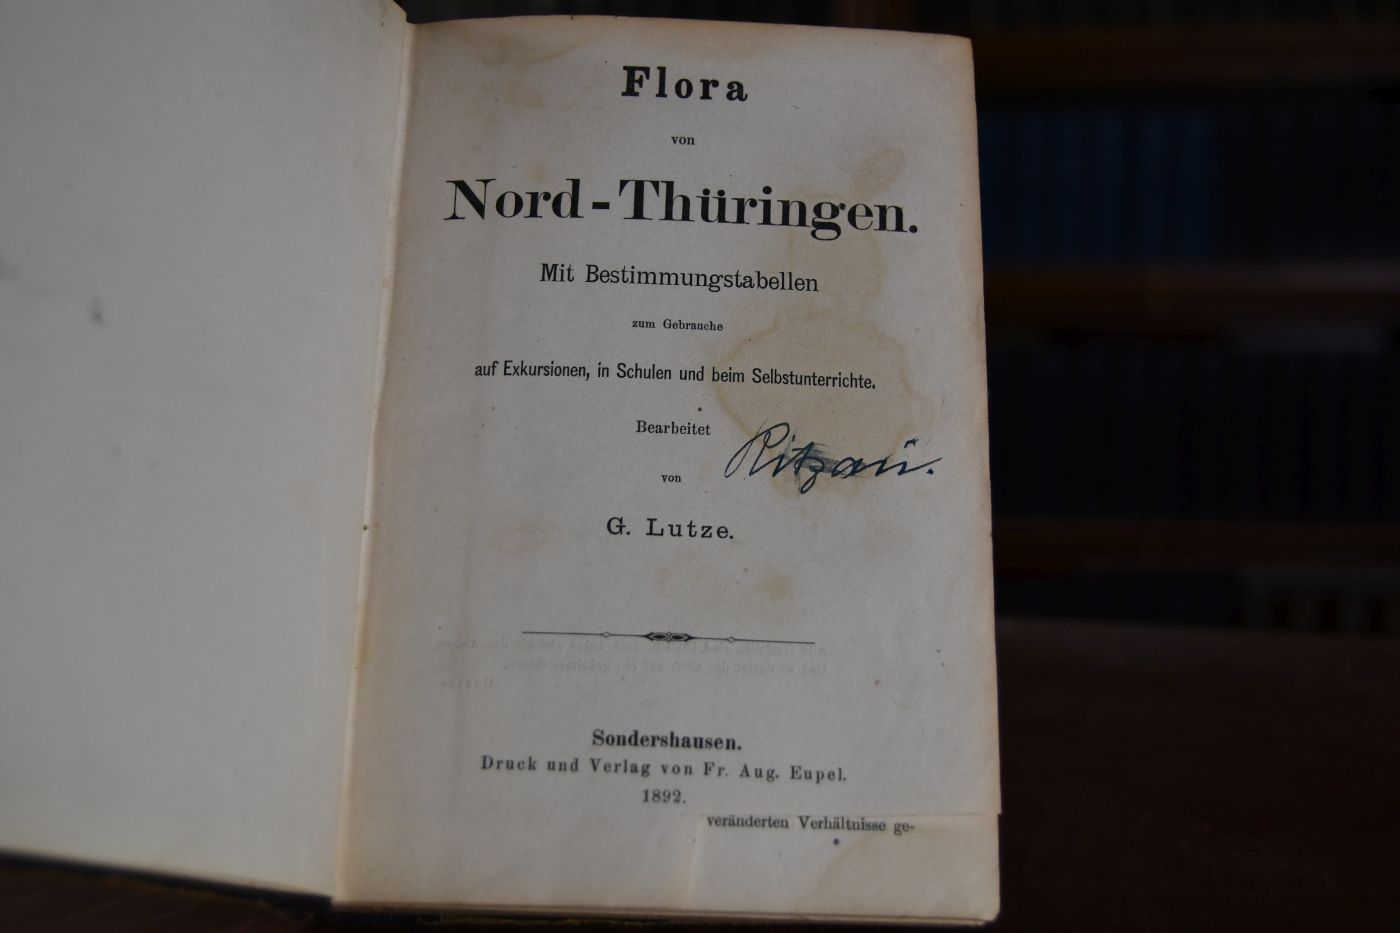 Flora
von
Nord-Thüringen.
Mit Bestimmungstabellen
zum Gebrauche
auf Exkursionen, in Schulen und beim Selbstunterrichte.
Bearbeitet
Ritzau.
von
G. Lutze.
Sondershausen.
Druck und Verlag von Fr. Aug. Eupel.
1892.
veränderten Verhältnisse ge-